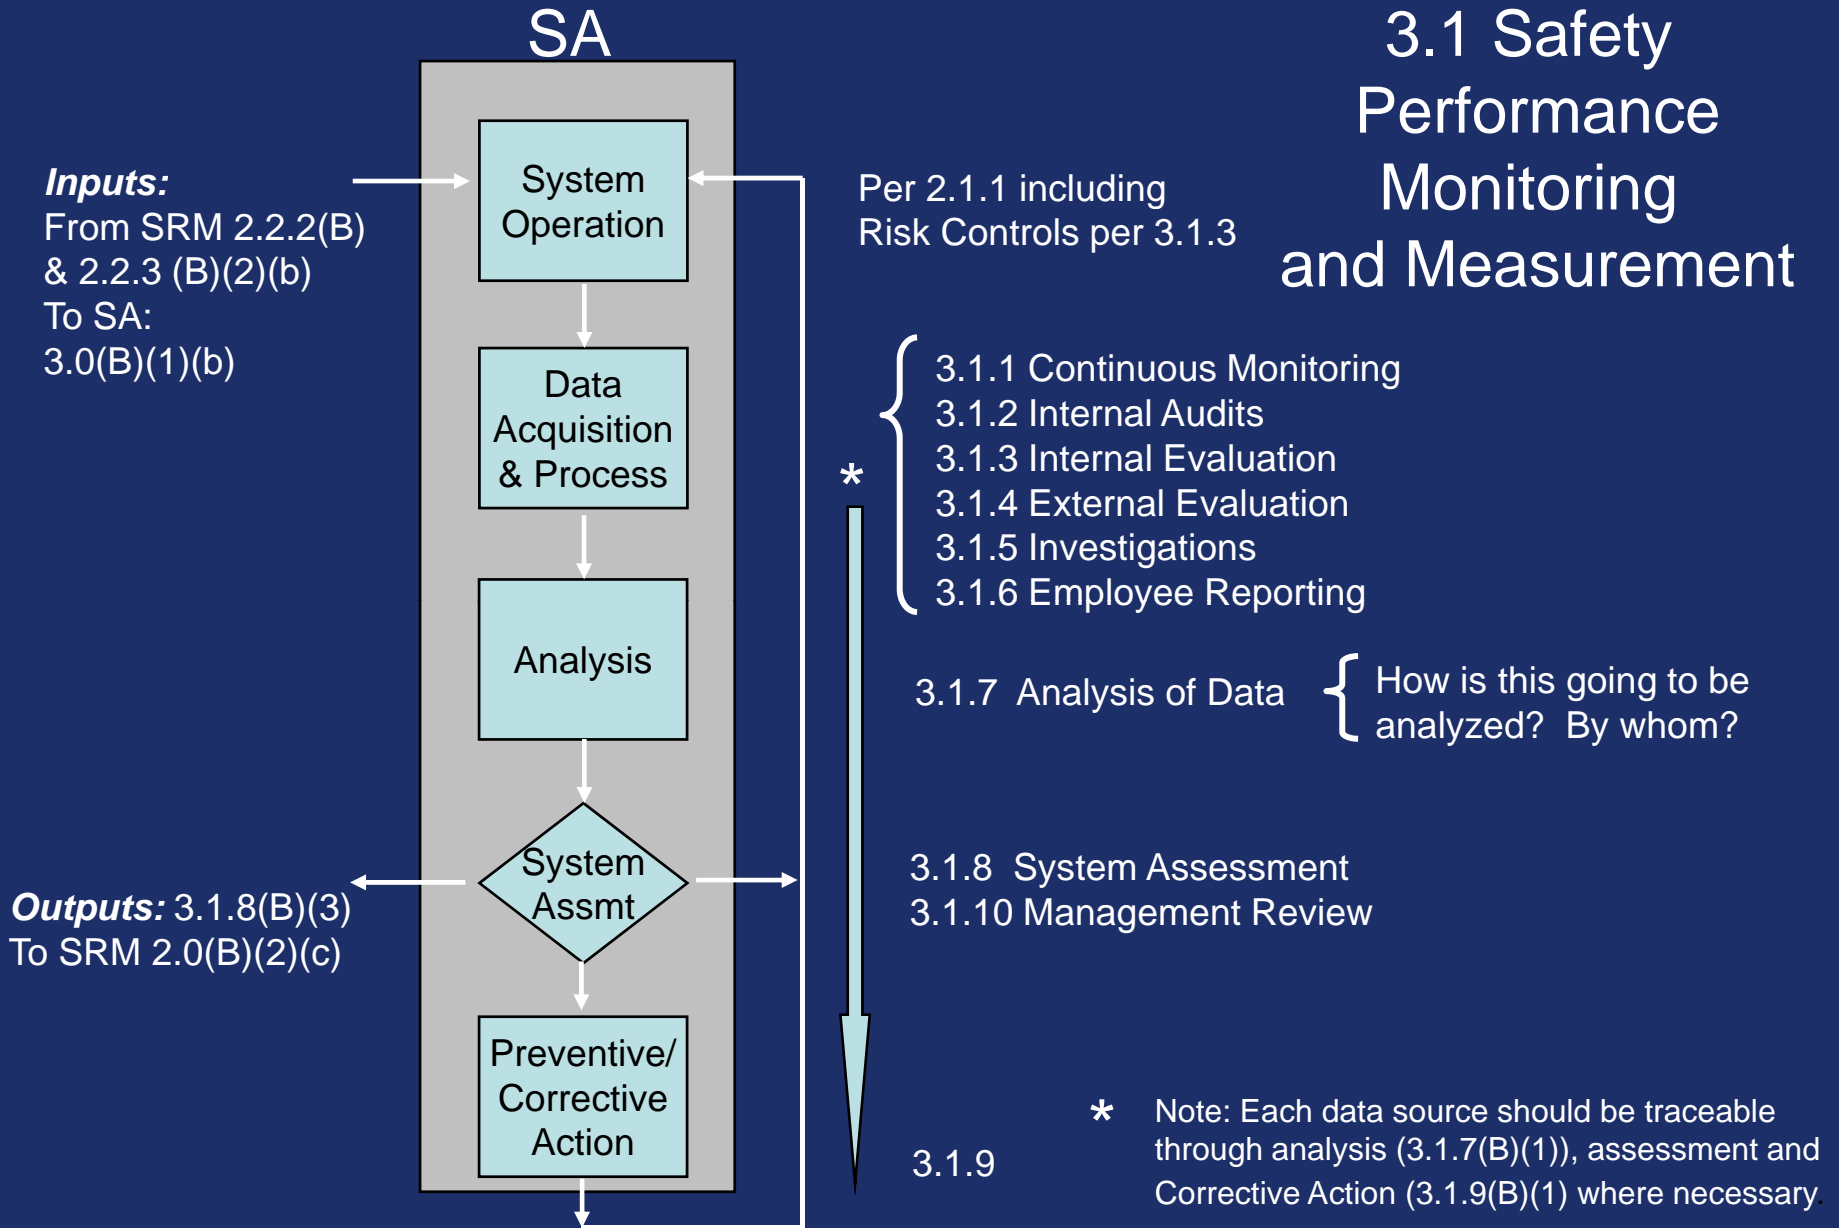 SA
3.1 Safety
Performance
Monitoring
and Measurement
Inputs:
From SRM 2.2.2(B)
& 2.2.3 (B)(2)(b)
To SA:
3.0(B)(1)(b)
System
Operation
Per 2.1.1 including
Risk Controls per 3.1.3
Data
Acquisition
& Process
*
3.1.1 Continuous Monitoring
3.1.2 Internal Audits
3.1.3 Internal Evaluation
3.1.4 External Evaluation
3.1.5 Investigations
3.1.6 Employee Reporting
Analysis
3.1.7  Analysis of Data
How is this going to be
analyzed?  By whom?
System
Assmt
3.1.8  System Assessment
3.1.10 Management Review
Outputs: 3.1.8(B)(3)
To SRM 2.0(B)(2)(c)
Preventive/
Corrective
Action
3.1.9
* Note: Each data source should be traceable
through analysis (3.1.7(B)(1)), assessment and
Corrective Action (3.1.9(B)(1) where necessary.